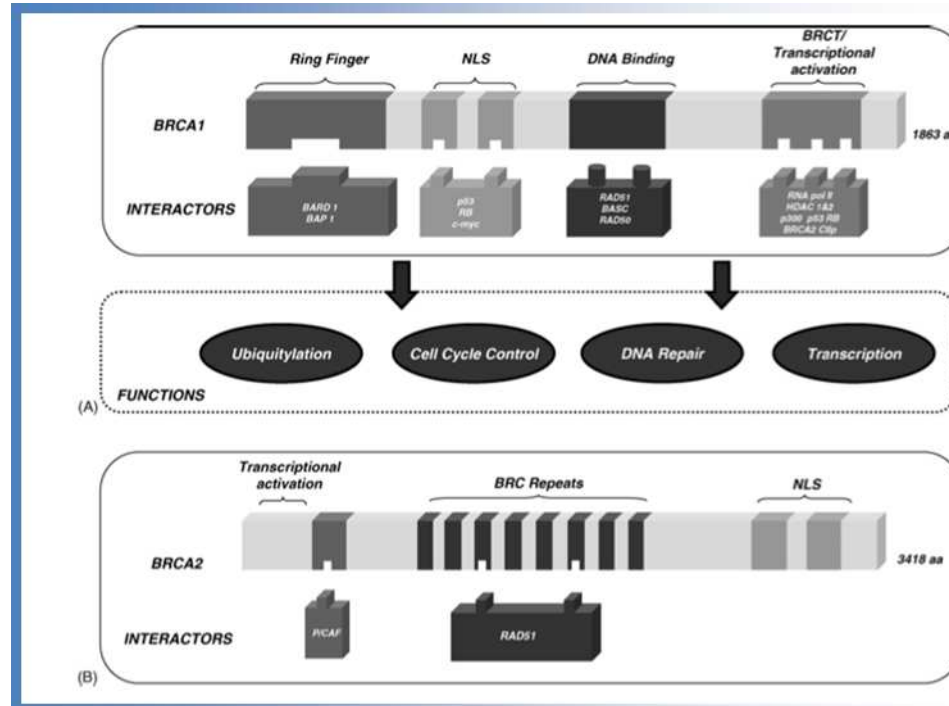 BRCT/
Transcriptional
activation
Ring Finger
NLS
DNA Binding
BRCA1
1863 a
INTERACTORS
BARD 1
BAP 1
p53
RB
c-myc
RAD51
BASC
RAD50
RNA pol II
HDAC 1&2
p300 p53 RB
BRCA2
Ubiquitylation
Cell Cycle Control
DNA Repair
Transcription
FUNCTIONS
(A)
Transcriptional
activation
BRC Repeats
NLS
BRCA2
3418 aa
P/CAF
INTERACTORS
RAD51
(B)